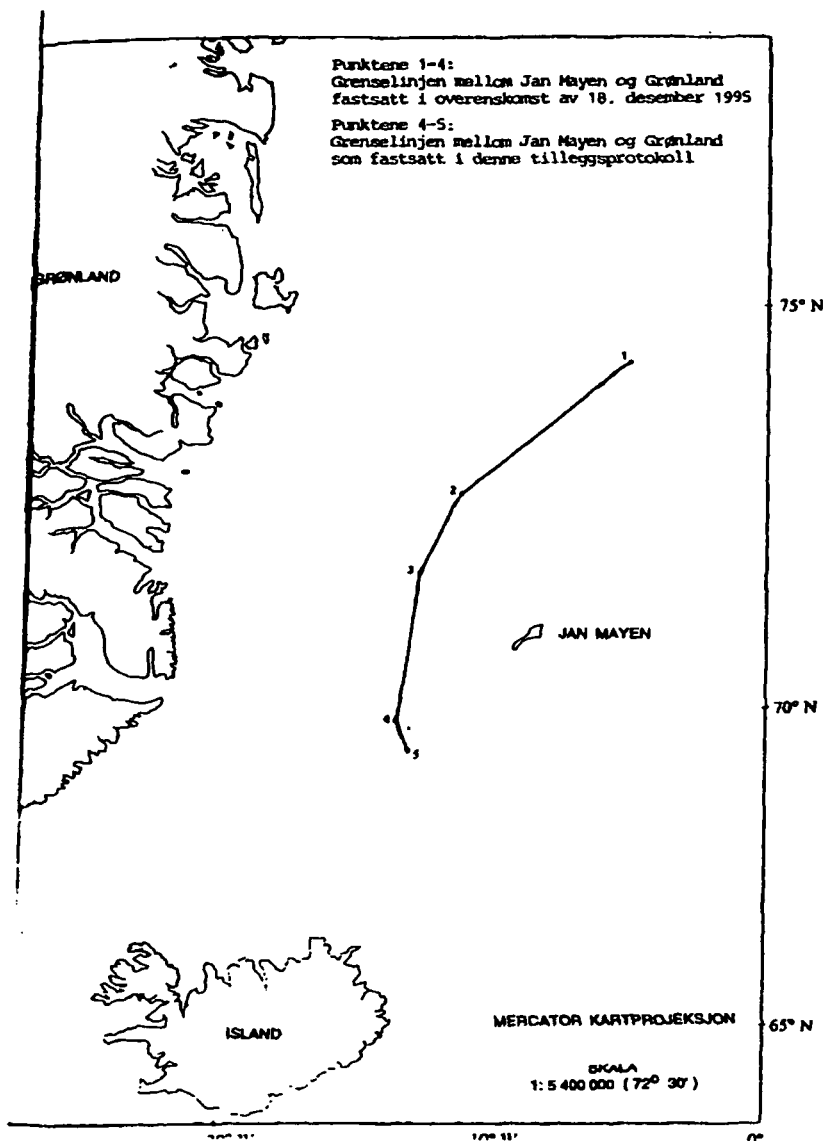 Punktene 1-4:
Grenselinjen mellom Jan Mayen og Grønland
fastsatt i overenskomst av 18. desember 1995
Punktene 4-5:
Grenselinjen mellom Jan Mayen og Grønland
som fastsatt i denne tilleggsprotokoll
GRØNLAND
75° N
1
2
3
JAN MAYEN
70° N
4
5
ISLAND
MERCATOR KARTPROJEKSJON
65° N
SKALA
1: 5 400 000 ( 72° 30' )
20° W
10° W
0°